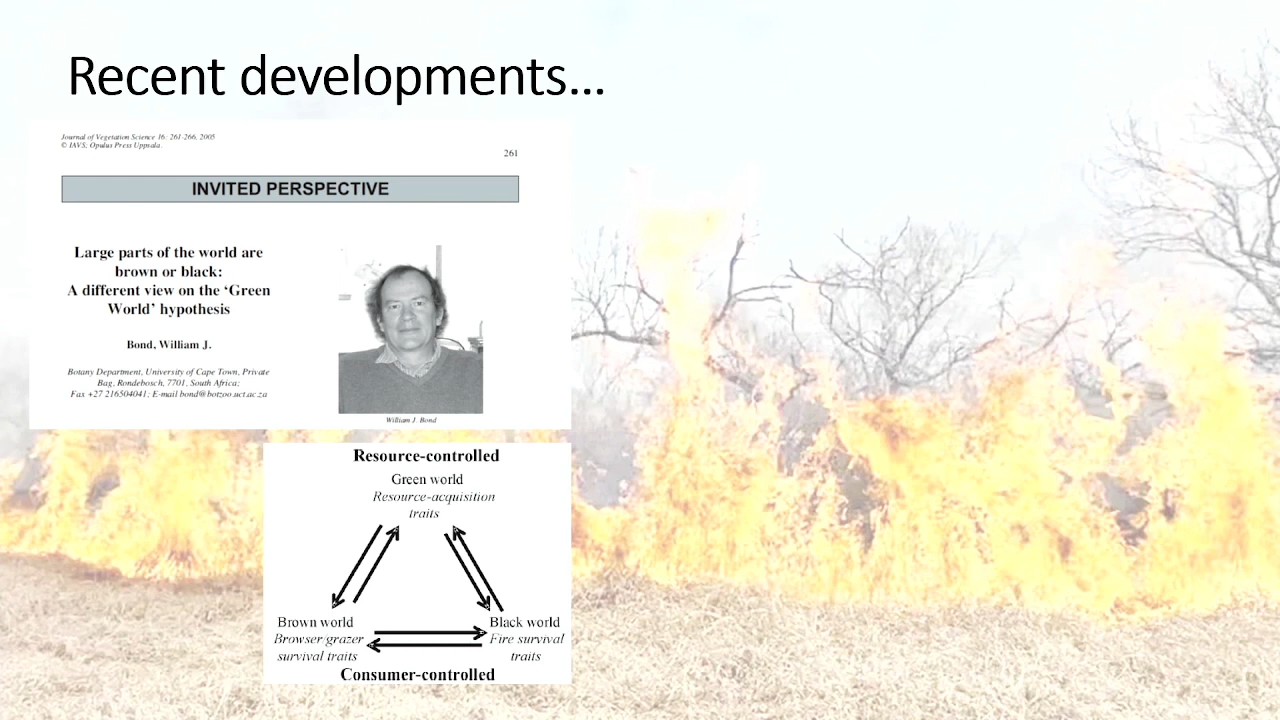 Recent developments...
Journal of Vegetation Science 16: 261-266, 2005
© IAVS; Opulus Press Uppsala.
261
INVITED PERSPECTIVE
Large parts of the world are
brown or black:
A different view on the ‘Green
World’ hypothesis
Bond, William J.
Botany Department, University of Cape Town, Private
Bag, Rondebosch, 7701, South Africa;
Fax +27 216504041; E-mail bond@botzoo.uct.ac.za
William J. Bond
Resource-controlled
Green world
Resource-acquisition
traits
Brown world
Browser/grazer
survival traits
Black world
Fire survival
traits
Consumer-controlled